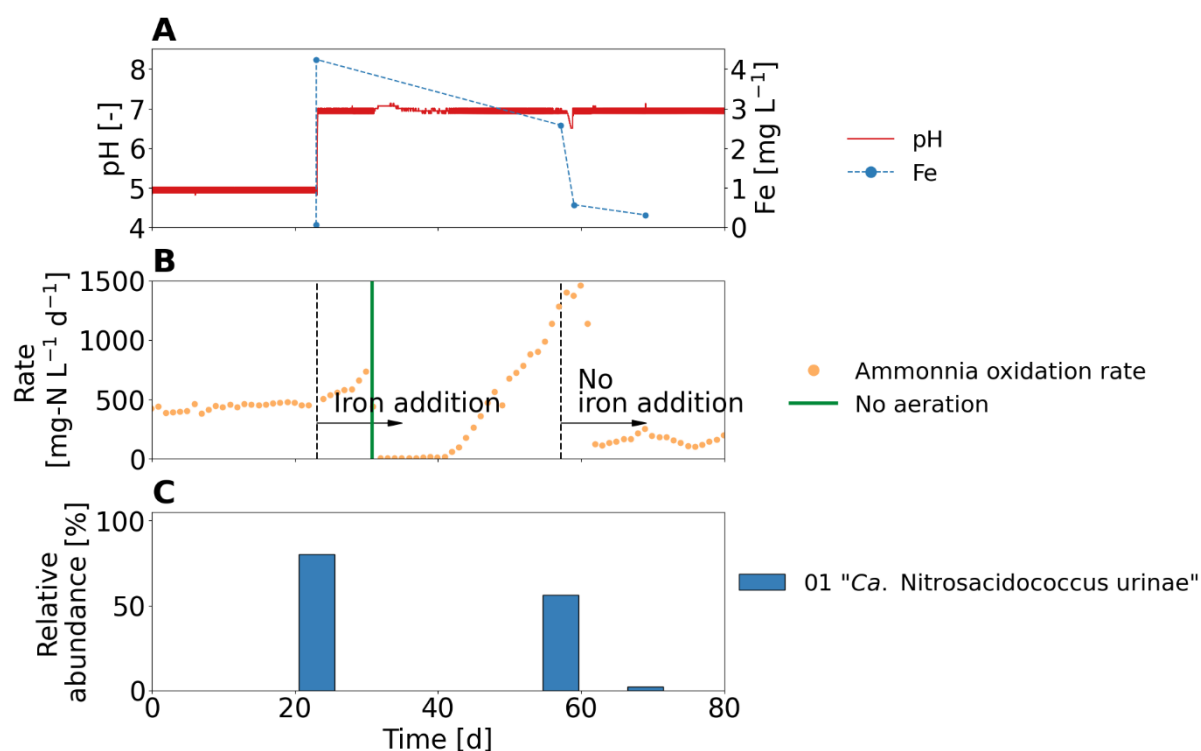 A
8
7
6
5
4
pH [-]
4
3
2
1
0
Fe [mg L⁻¹]
pH
Fe
B
1500
1000
500
0
Rate
[mg-N L⁻¹ d⁻¹]
Iron addition
No
iron addition
Ammonnia oxidation rate
No aeration
C
100
50
0
Relative
abundance [%]
01 "Ca. Nitrosacidococcus urinae"
0 20 40 60 80
Time [d]